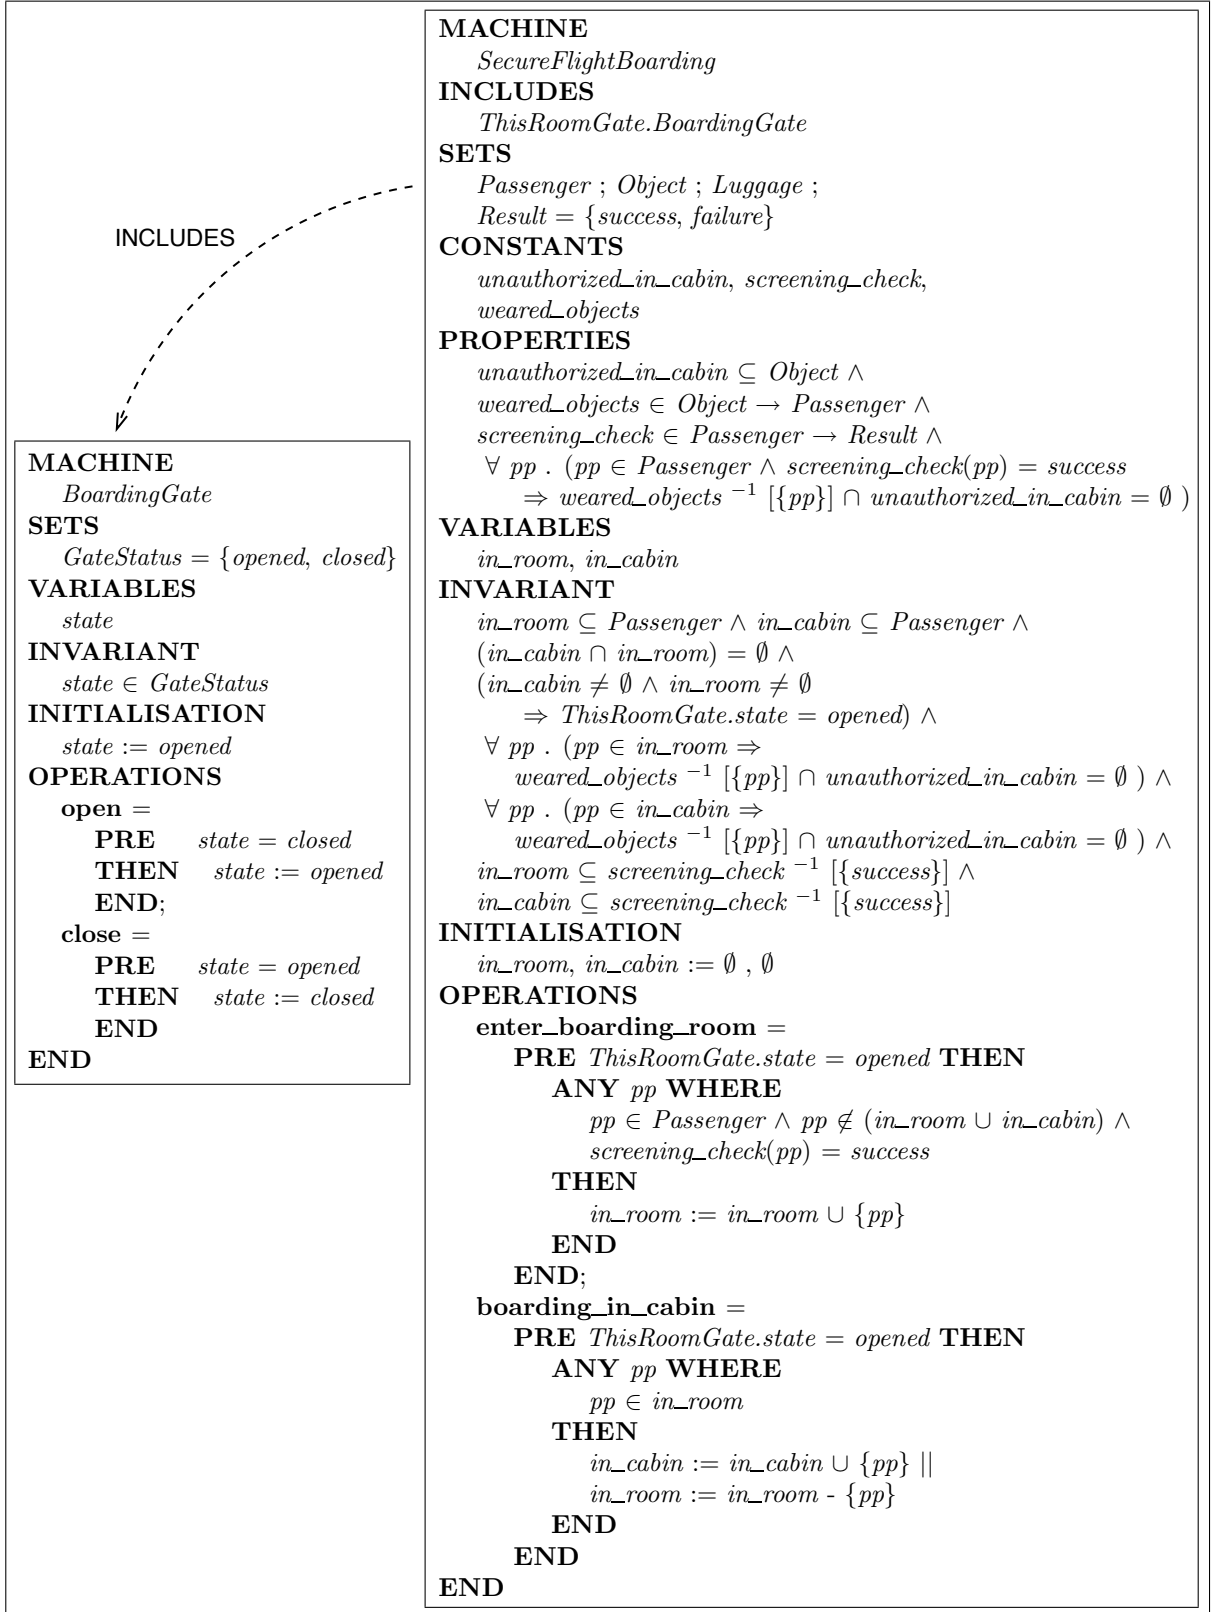 INCLUDES
MACHINE
BoardingGate
SETS
GateStatus = {opened, closed}
VARIABLES
state
INVARIANT
state ∈ GateStatus
INITIALISATION
state := opened
OPERATIONS
open =
PRE state = closed
THEN state := opened
END;
close =
PRE state = opened
THEN state := closed
END
END
MACHINE
SecureFlightBoarding
INCLUDES
ThisRoomGate.BoardingGate
SETS
Passenger ; Object ; Luggage ;
Result = {success, failure}
CONSTANTS
unauthorized_in_cabin, screening_check,
weared_objects
PROPERTIES
unauthorized_in_cabin ⊆ Object ∧
weared_objects ∈ Object → Passenger ∧
screening_check ∈ Passenger → Result ∧
∀ pp . (pp ∈ Passenger ∧ screening_check(pp) = success
⇒ weared_objects ⁻¹ [{pp}] ∩ unauthorized_in_cabin = ∅ )
VARIABLES
in_room, in_cabin
INVARIANT
in_room ⊆ Passenger ∧ in_cabin ⊆ Passenger ∧
(in_cabin ∩ in_room) = ∅ ∧
(in_cabin ≠ ∅ ∧ in_room ≠ ∅
⇒ ThisRoomGate.state = opened) ∧
∀ pp . (pp ∈ in_room ⇒
weared_objects ⁻¹ [{pp}] ∩ unauthorized_in_cabin = ∅ ) ∧
∀ pp . (pp ∈ in_cabin ⇒
weared_objects ⁻¹ [{pp}] ∩ unauthorized_in_cabin = ∅ ) ∧
in_room ⊆ screening_check ⁻¹ [{success}] ∧
in_cabin ⊆ screening_check ⁻¹ [{success}]
INITIALISATION
in_room, in_cabin := ∅ , ∅
OPERATIONS
enter_boarding_room =
PRE ThisRoomGate.state = opened THEN
ANY pp WHERE
pp ∈ Passenger ∧ pp ∉ (in_room ∪ in_cabin) ∧
screening_check(pp) = success
THEN
in_room := in_room ∪ {pp}
END
END;
boarding_in_cabin =
PRE ThisRoomGate.state = opened THEN
ANY pp WHERE
pp ∈ in_room
THEN
in_cabin := in_cabin ∪ {pp} ||
in_room := in_room - {pp}
END
END
END